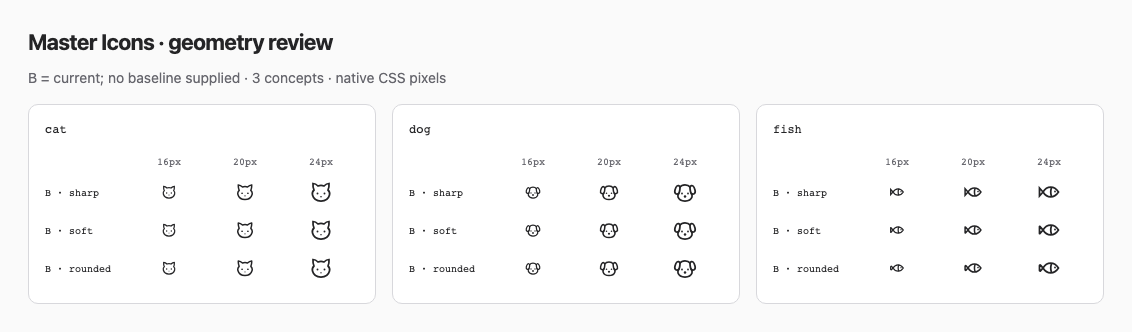 Master Icons · geometry review
B = current; no baseline supplied · 3 concepts · native CSS pixels
cat
16px 20px 24px
B · sharp
B · soft
B · rounded
dog
16px 20px 24px
B · sharp
B · soft
B · rounded
fish
16px 20px 24px
B · sharp
B · soft
B · rounded